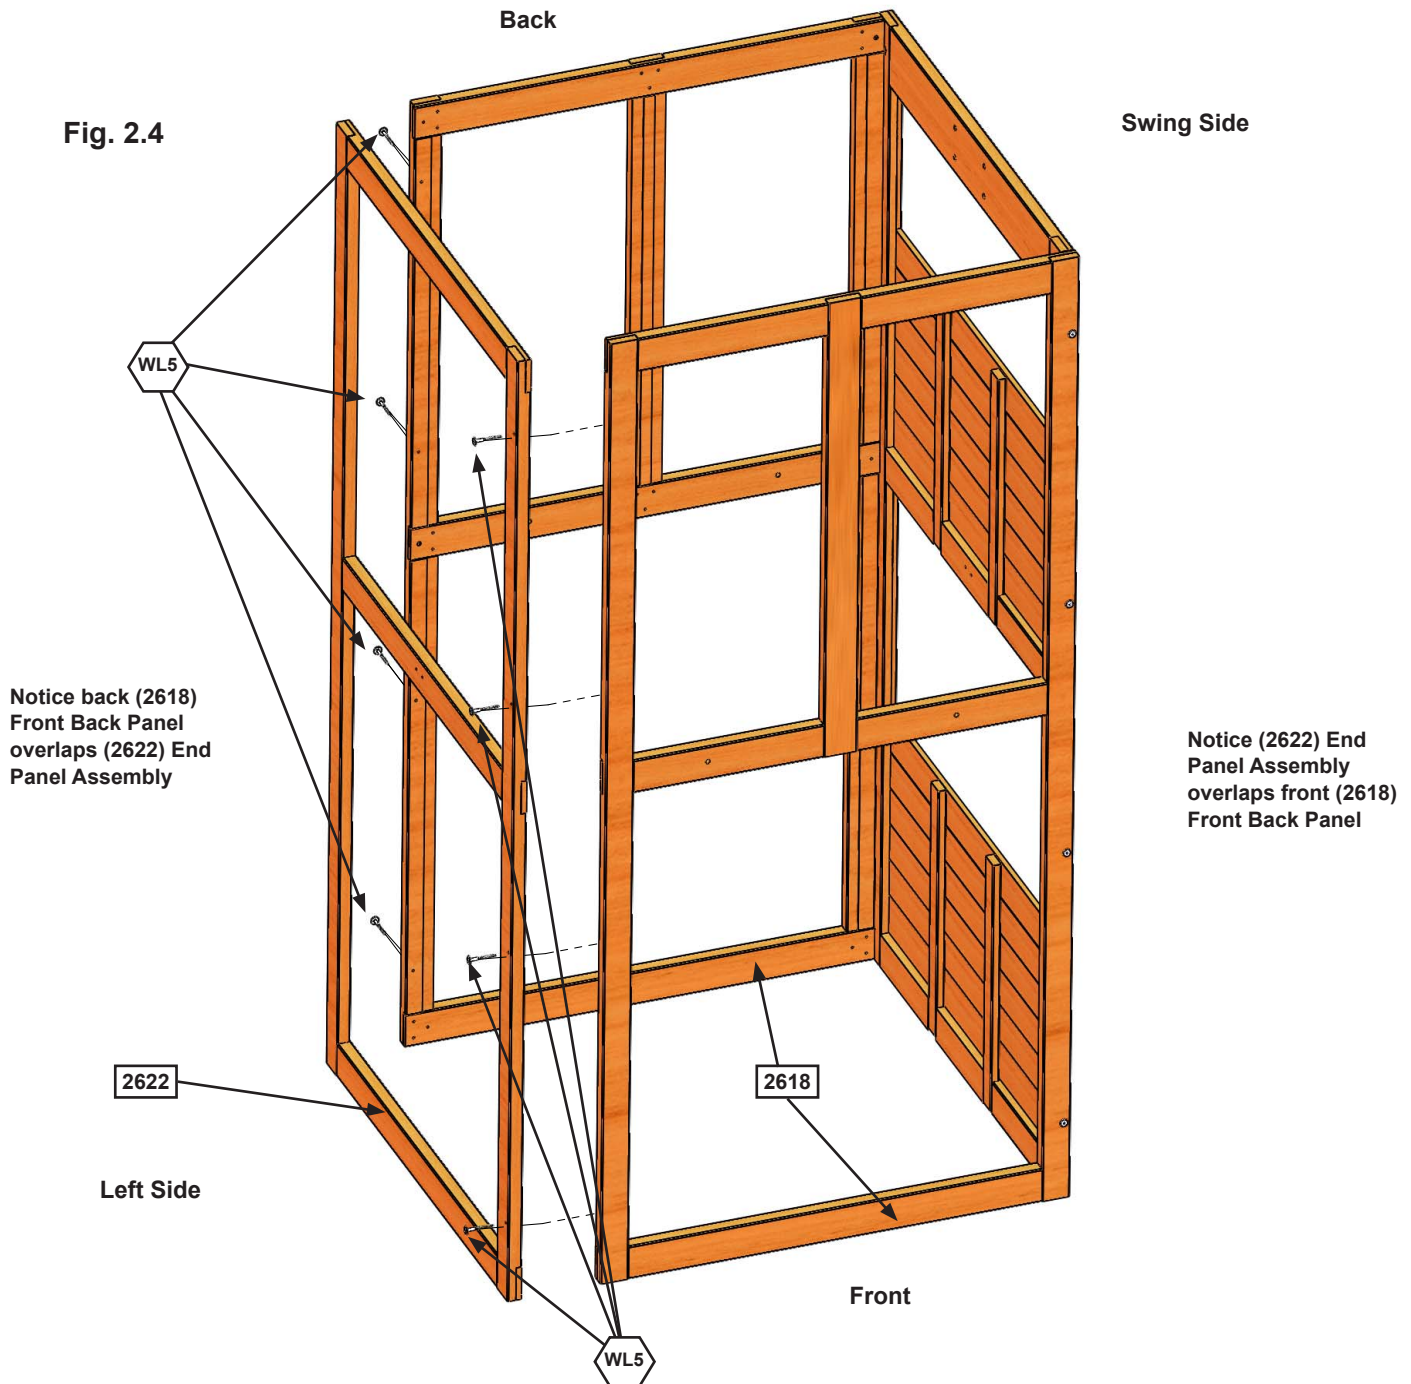 Back
Fig. 2.4
Swing Side
WL5
Notice back (2618)
Front Back Panel
overlaps (2622) End
Panel Assembly
Notice (2622) End
Panel Assembly
overlaps front (2618)
Front Back Panel
2622
2618
Left Side
Front
WL5